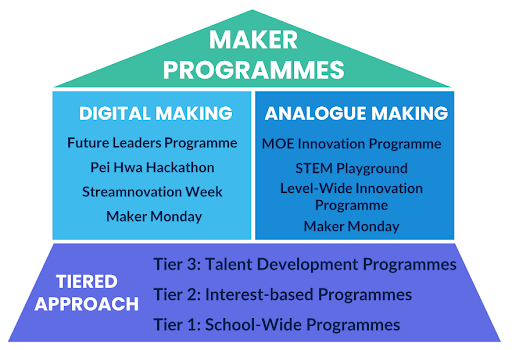 MAKER
PROGRAMMES
DIGITAL MAKING
Future Leaders Programme
Pei Hwa Hackathon
Streamnovation Week
Maker Monday
ANALOGUE MAKING
MOE Innovation Programme
STEM Playground
Level-Wide Innovation
Programme
Maker Monday
TIERED
APPROACH
Tier 3: Talent Development Programmes
Tier 2: Interest-based Programmes
Tier 1: School-Wide Programmes